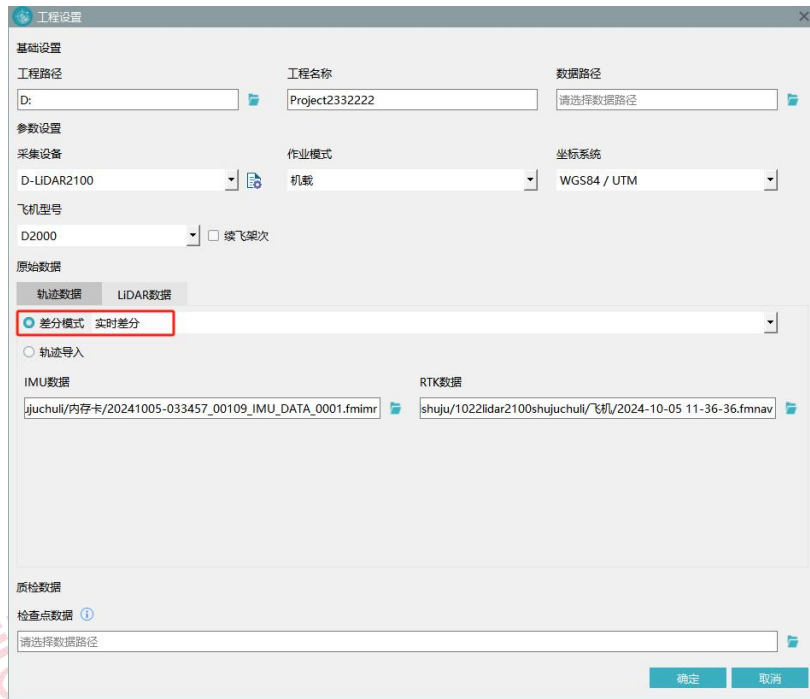 工程设置
基础设置
工程路径 工程名称 数据路径
D: Project2332222 请选择数据路径
参数设置
采集设备 作业模式 坐标系统
D-LiDAR2100 机载 WGS84 / UTM
飞机型号
D2000 续飞架次
原始数据
轨迹数据 LiDAR数据
差分模式 实时差分
轨迹导入
IMU数据 RTK数据
ujuchuli/内存卡/20241005-033457_00109_IMU_DATA_0001.fmimr shuju/1022lidar2100shujuchuli/飞机/2024-10-05 11-36-36.fmnav
质检数据
检查点数据
请选择数据路径
确定 取消